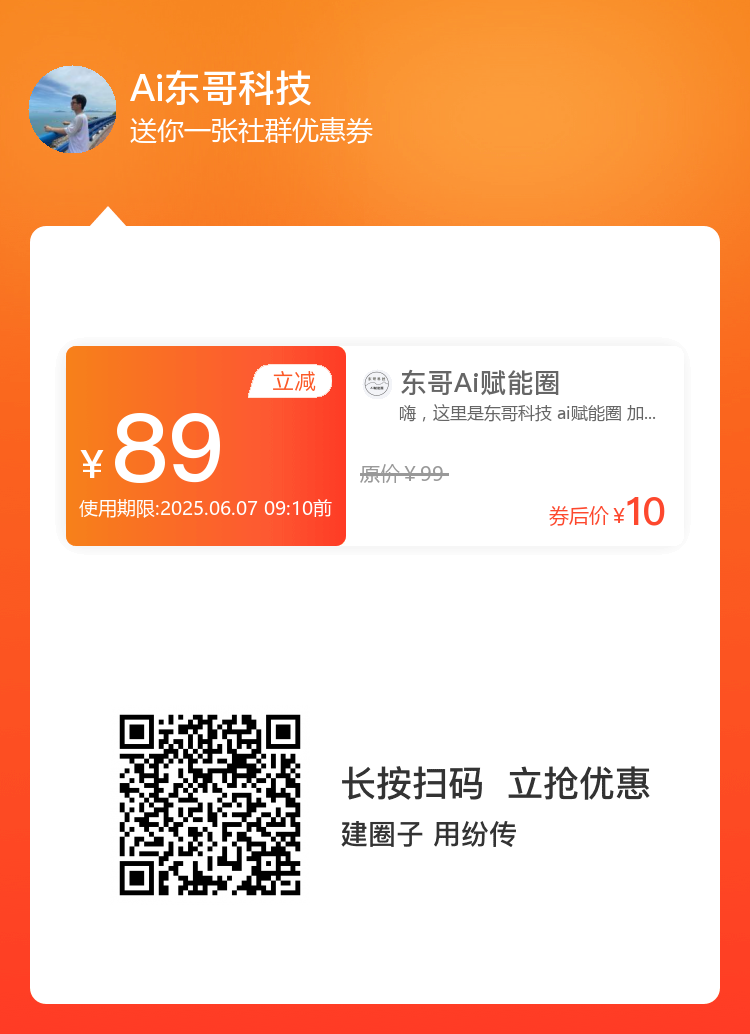 Ai东哥科技
送你一张社群优惠券
立减
¥89
使用期限:2025.06.07 09:10前
东哥Ai赋能圈
嗨，这里是东哥科技 ai赋能圈 加...
原价¥99
券后价¥10
长按扫码 立抢优惠
建圈子 用纷传